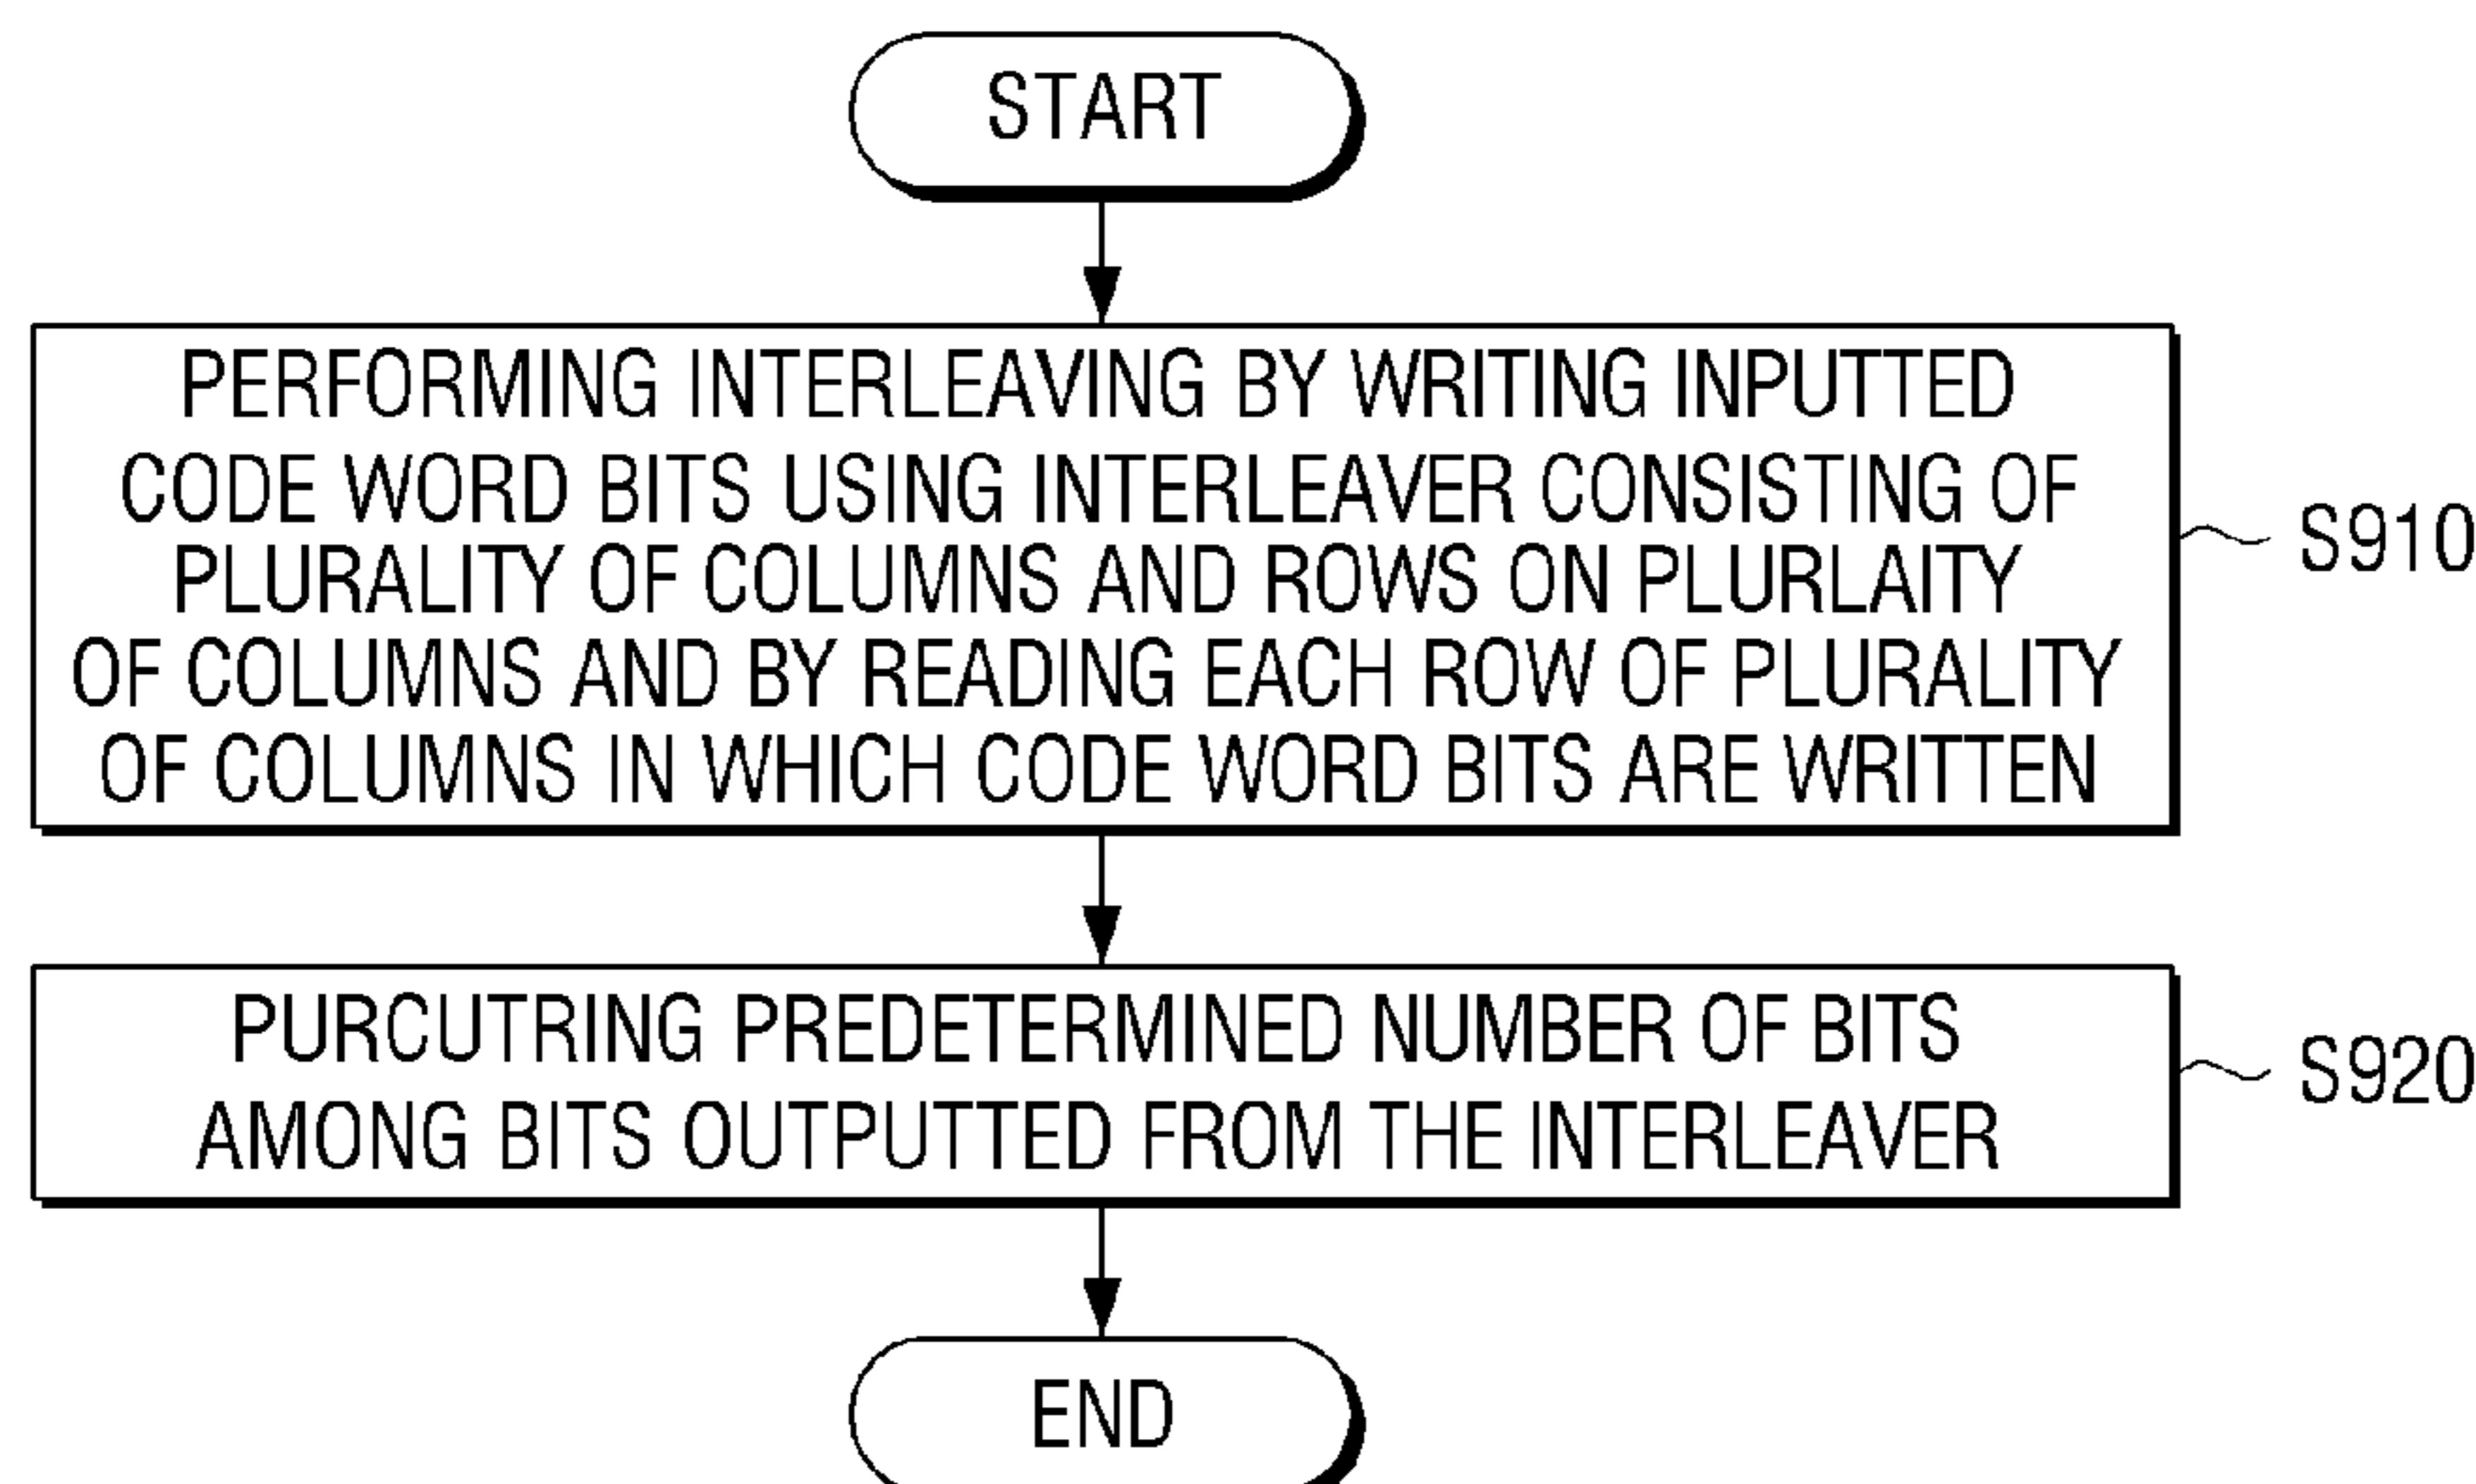 START
PERFORMING INTERLEAVING BY WRITING INPUTTED
CODE WORD BITS USING INTERLEAVER CONSISTING OF
PLURALITY OF COLUMNS AND ROWS ON PLURLAITY
OF COLUMNS AND BY READING EACH ROW OF PLURALITY
OF COLUMNS IN WHICH CODE WORD BITS ARE WRITTEN
S910
PURCUTRING PREDETERMINED NUMBER OF BITS
AMONG BITS OUTPUTTED FROM THE INTERLEAVER
S920
END